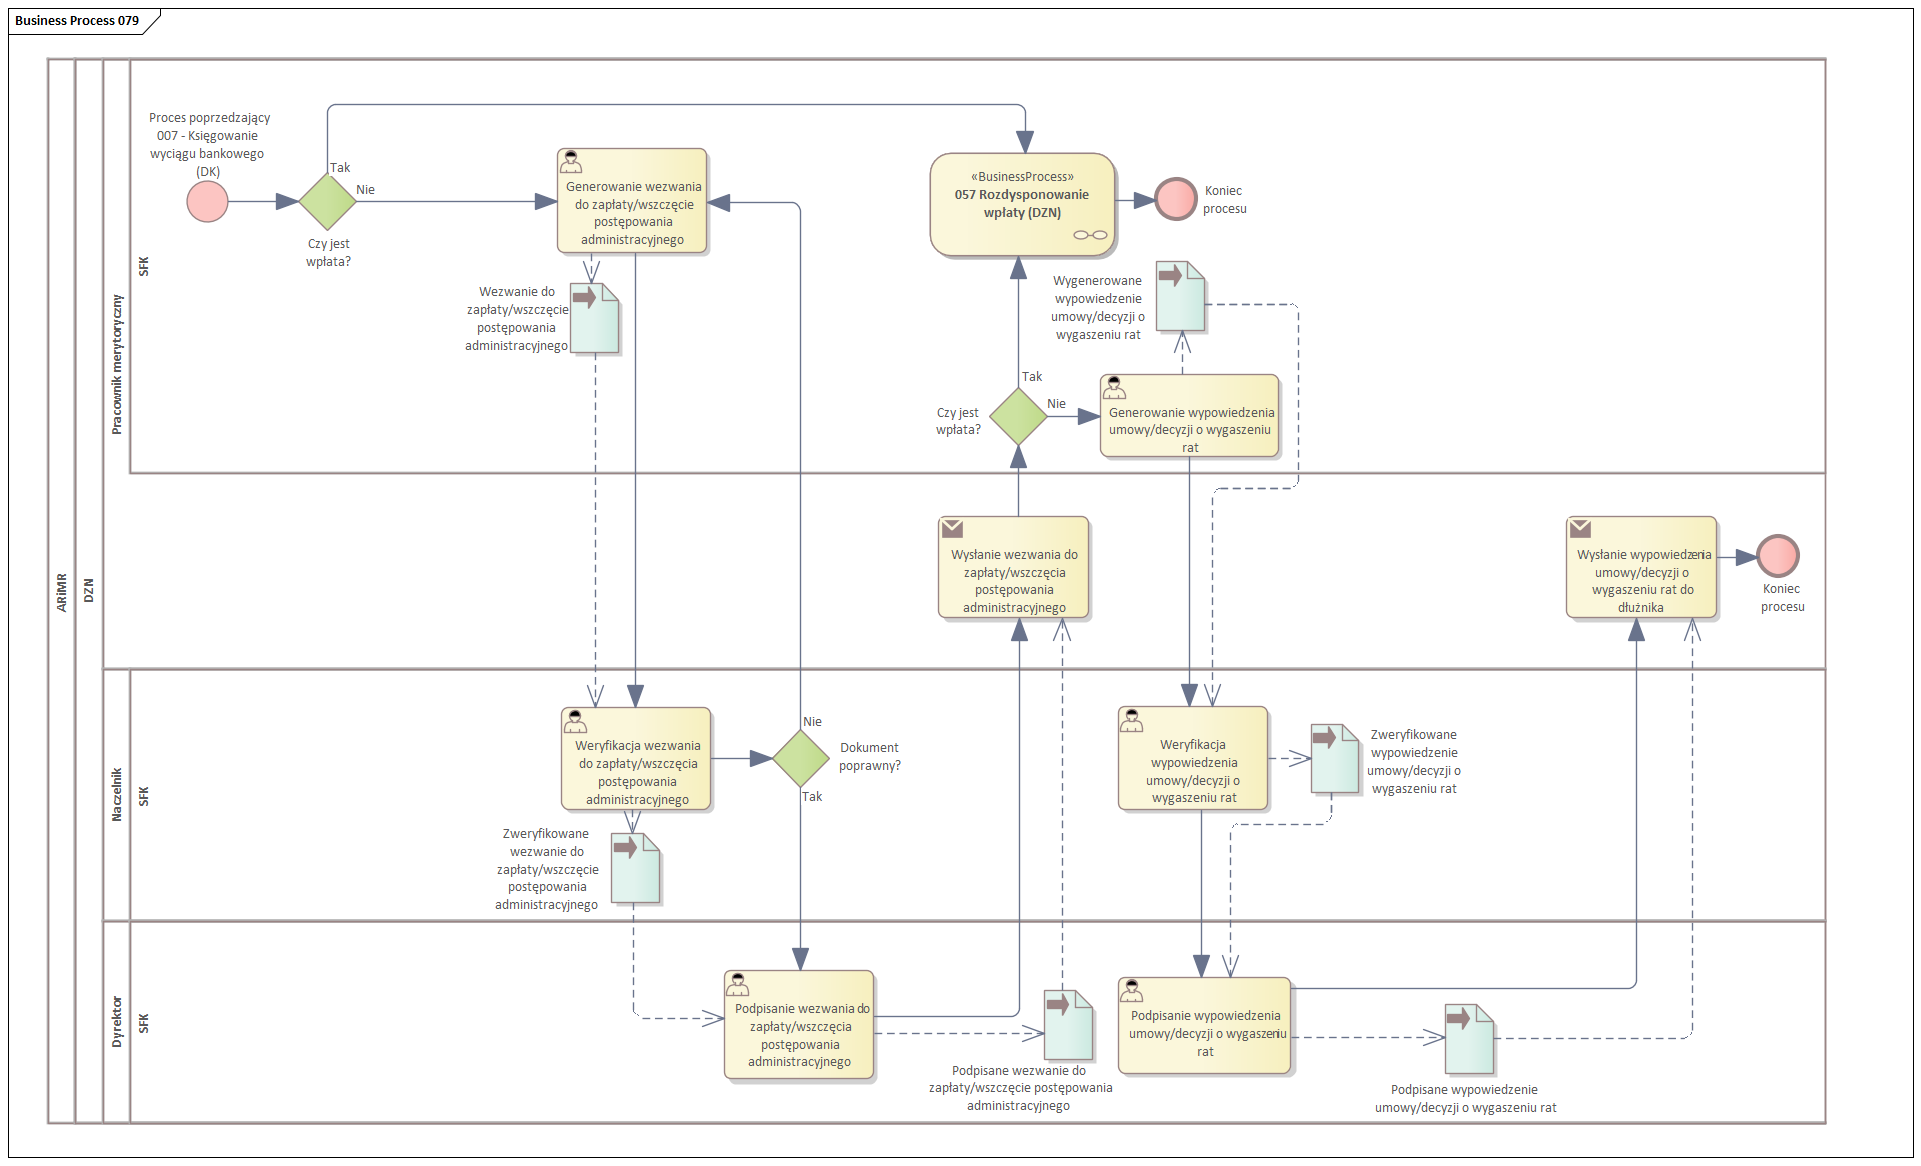 Business Process 079
ARiMR
DZN
Pracownik merytoryczny
SFK
Proces poprzedzający
007 - Księgowanie
wyciągu bankowego
(DK)
Tak
Nie
Czy jest
wpłata?
Generowanie wezwania
do zapłaty/wszczęcie
postępowania
administracyjnego
Wezwanie do
zapłaty/wszczęcie
postępowania
administracyjnego
«BusinessProcess»
057 Rozdysponowanie
wpłaty (DZN)
Koniec
procesu
Wygenerowane
wypowiedzenie
umowy/decyzji o
wygaszeniu rat
Tak
Nie
Czy jest
wpłata?
Generowanie wypowiedzenia
umowy/decyzji o wygaszeniu
rat
Wysłanie wezwania do
zapłaty/wszczęcia
postępowania
administracyjnego
Wysłanie wypowiedzenia
umowy/decyzji o
wygaszeniu rat do
dłużnika
Koniec
procesu
Naczelnik
SFK
Weryfikacja wezwania
do zapłaty/wszczęcia
postępowania
administracyjnego
Nie
Dokument
poprawny?
Tak
Zweryfikowane
wezwanie do
zapłaty/wszczęcie
postępowania
administracyjnego
Weryfikacja
wypowiedzenia
umowy/decyzji o
wygaszeniu rat
Zweryfikowane
wypowiedzenie
umowy/decyzji o
wygaszeniu rat
Dyrektor
SFK
Podpisanie wezwania do
zapłaty/wszczęcia
postępowania
administracyjnego
Podpisane wezwanie do
zapłaty/wszczęcie postępowania
administracyjnego
Podpisanie wypowiedzenia
umowy/decyzji o wygaszeniu
rat
Podpisane wypowiedzenie
umowy/decyzji o wygaszeniu rat